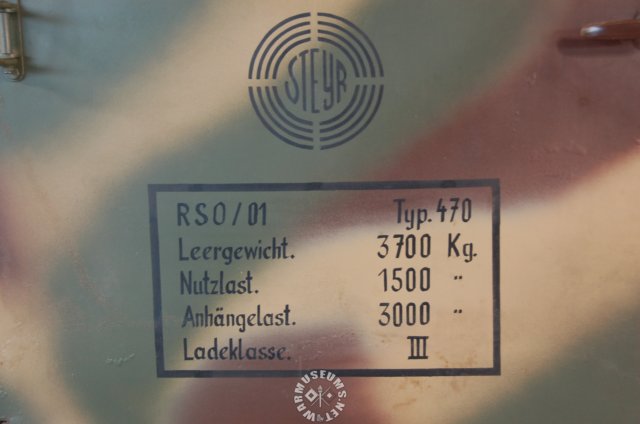 STEYR
RSO/01 Typ.470
Leergewicht. 3700 Kg.
Nutzlast. 1500 "
Anhängelast. 3000 "
Ladeklasse. III
WARMUSEUMS.NET